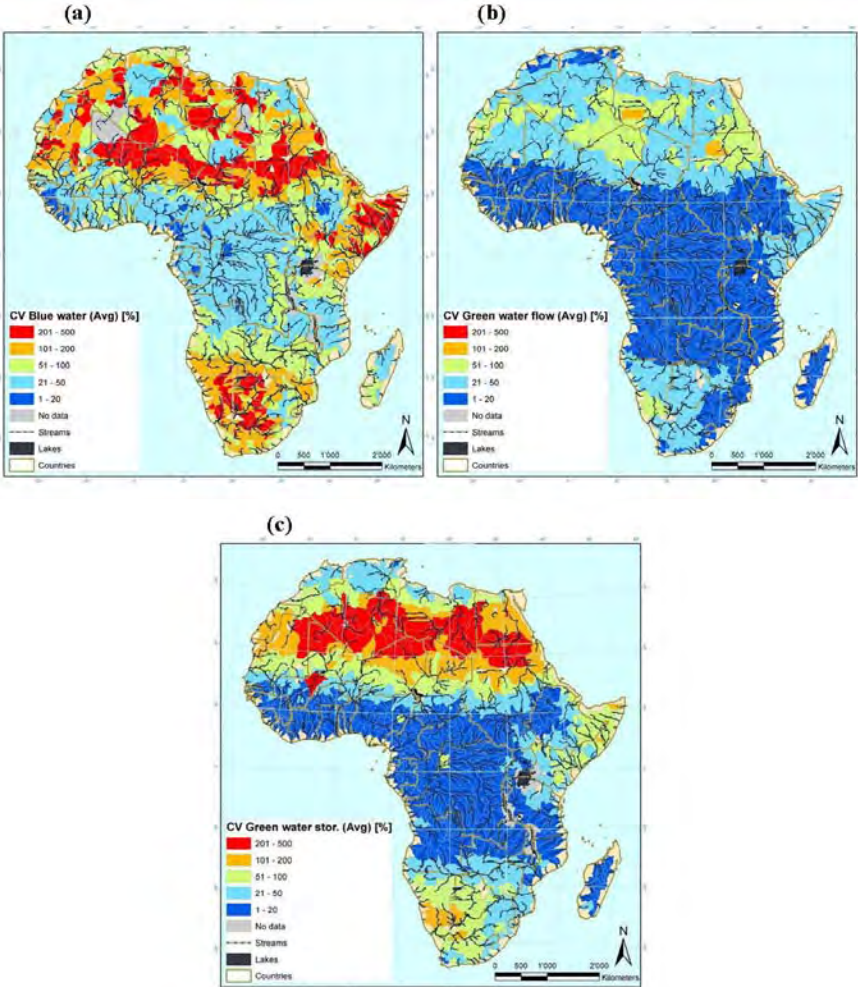 (a)
(b)
CV Blue water (Avg) [%]
201 - 500
101 - 200
51 - 100
21 - 50
1 - 20
No data
Streams
Lakes
Countries
N
0 500 1'000 2'000
Kilometers
CV Green water flow (Avg) [%]
201 - 500
101 - 200
51 - 100
21 - 50
1 - 20
No data
Streams
Lakes
Countries
N
0 500 1'000 2'000
Kilometers
(c)
CV Green water stor. (Avg) [%]
201 - 500
101 - 200
51 - 100
21 - 50
1 - 20
No data
Streams
Lakes
Countries
N
0 500 1'000 2'000
Kilometers